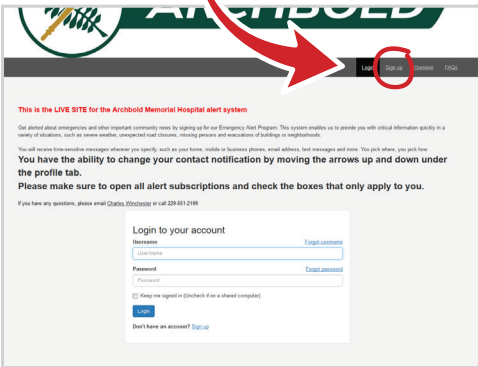 ARCHBOLD
Login Sign up Overview FAQs
This is the LIVE SITE for the Archbold Memorial Hospital alert system
Get alerted about emergencies and other important community news by signing up for our Emergency Alert Program. This system enables us to provide you with critical information quickly in a
variety of situations, such as severe weather, unexpected road closures, missing persons and evacuations of buildings or neighborhoods.
You will receive time-sensitive messages wherever you specify, such as your home, mobile or business phones, email address, text messages and more. You pick where, you pick how.
You have the ability to change your contact notification by moving the arrows up and down under
the profile tab.
Please make sure to open all alert subscriptions and check the boxes that only apply to you.
If you have any questions, please email Charles Winchester or call 229-551-2199
Login to your account
Username Forgot username
User name
Password Forgot password
Password
Keep me signed in (Uncheck if on a shared computer)
Login
Don't have an account? Sign up